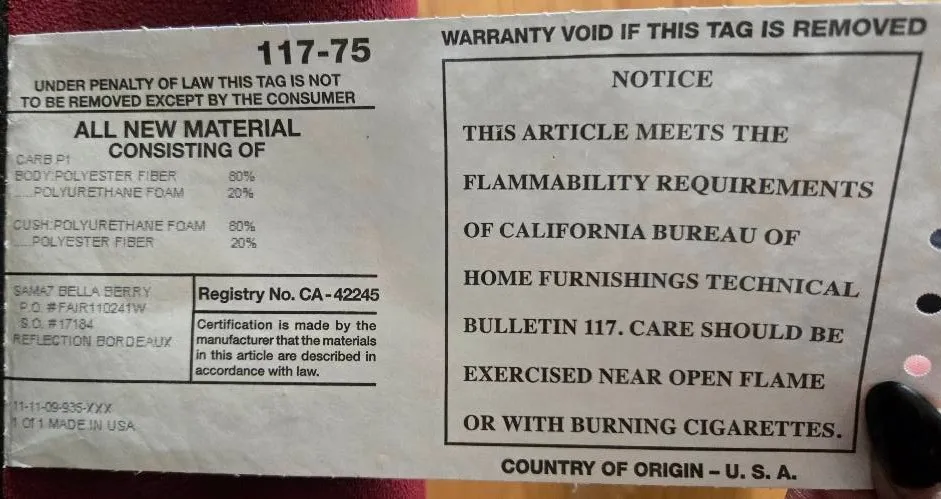 117-75
UNDER PENALTY OF LAW THIS TAG IS NOT
TO BE REMOVED EXCEPT BY THE CONSUMER
ALL NEW MATERIAL
CONSISTING OF
CARB P1
BODY:POLYESTER FIBER 80%
.....POLYURETHANE FOAM 20%
CUSH:POLYURETHANE FOAM 80%
.....POLYESTER FIBER 20%
SAMA7 BELLA BERRY
P.O. #FAIR110241W
S.O. #17184
REFLECTION BORDEAUX
Registry No. CA-42245
Certification is made by the
manufacturer that the materials
in this article are described in
accordance with law.
11-11-09-935-XXX
1 Of 1 MADE IN USA
WARRANTY VOID IF THIS TAG IS REMOVED
NOTICE
THIS ARTICLE MEETS THE
FLAMMABILITY REQUIREMENTS
OF CALIFORNIA BUREAU OF
HOME FURNISHINGS TECHNICAL
BULLETIN 117. CARE SHOULD BE
EXERCISED NEAR OPEN FLAME
OR WITH BURNING CIGARETTES.
COUNTRY OF ORIGIN – U. S. A.